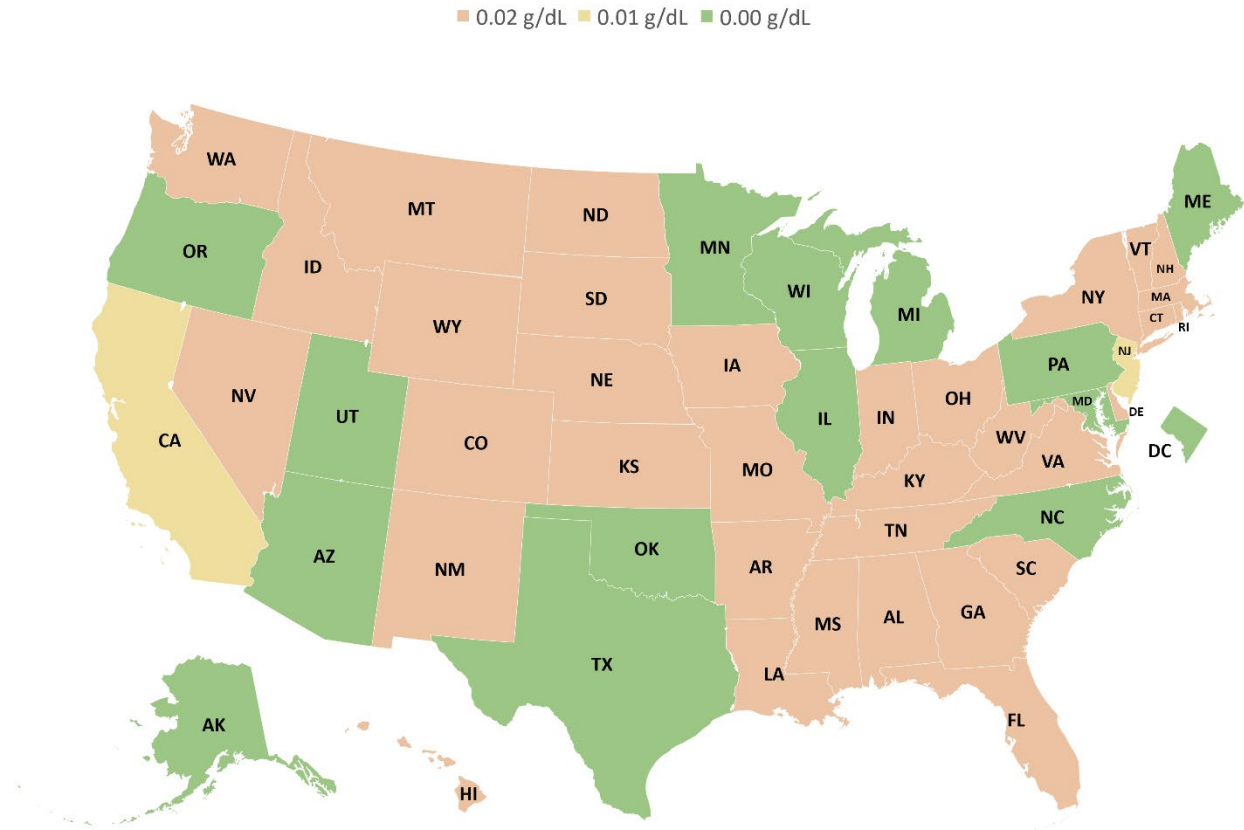 0.02 g/dL 0.01 g/dL 0.00 g/dL
WA
MT
ND
MN
ME
OR
ID
SD
WI
MI
VT
NH
NY
MA
CT
RI
WY
NE
IA
PA
NJ
NV
UT
CO
KS
MO
IL
IN
OH
MD
DE
WV
VA
DC
CA
KY
AZ
NM
OK
AR
TN
NC
SC
TX
LA
MS
AL
GA
FL
AK
HI